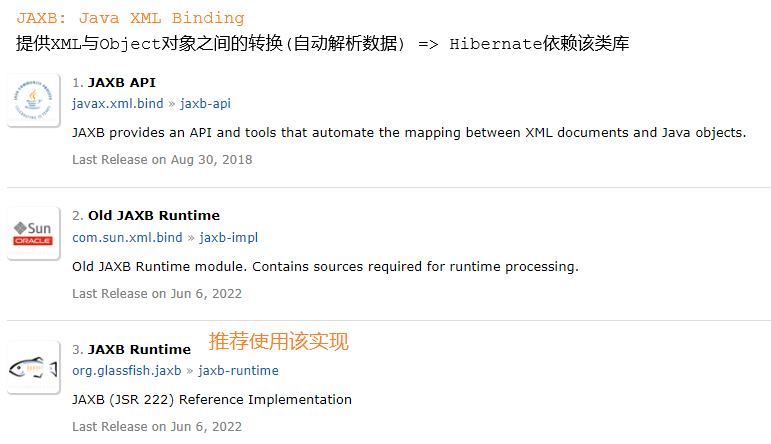 JAXB: Java XML Binding
提供XML与Object对象之间的转换(自动解析数据) => Hibernate依赖该类库
1. JAXB API
javax.xml.bind » jaxb-api
JAXB provides an API and tools that automate the mapping between XML documents and Java objects.
Last Release on Aug 30, 2018
2. Old JAXB Runtime
Sun
ORACLE
com.sun.xml.bind » jaxb-impl
Old JAXB Runtime module. Contains sources required for runtime processing.
Last Release on Jun 6, 2022
3. JAXB Runtime 推荐使用该实现
org.glassfish.jaxb » jaxb-runtime
JAXB (JSR 222) Reference Implementation
Last Release on Jun 6, 2022